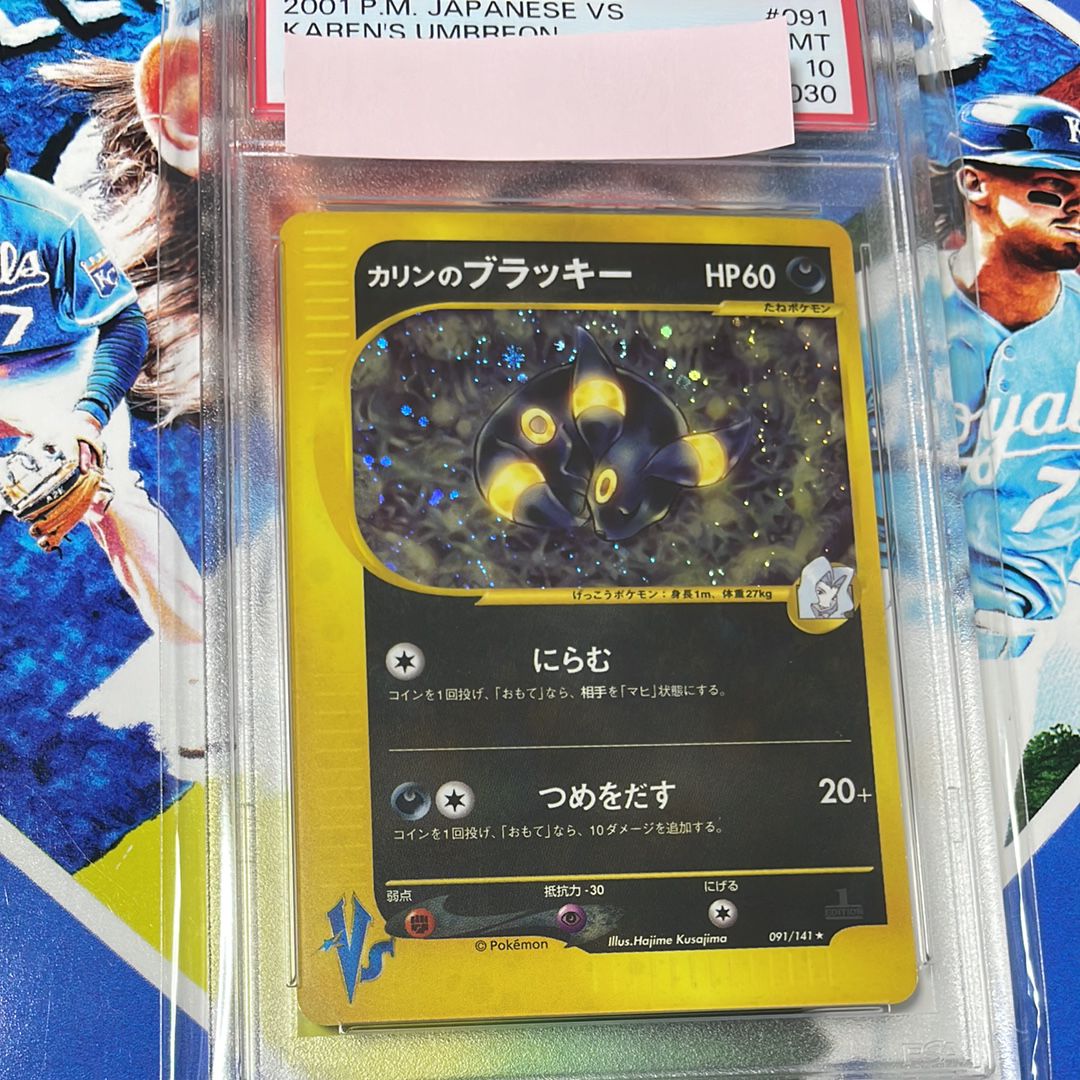 2001 P.M. JAPANESE VS #091
KAREN'S UMBREON MT
10
030
カリンのブラッキー HP60
たねポケモン
げっこうポケモン:身長1m、体重27kg
にらむ
コインを1回投げ、「おもて」なら、相手を「マヒ」状態にする。
つめをだす 20+
コインを1回投げ、「おもて」なら、10ダメージを追加する。
弱点 抵抗力 -30 にげる
1
EDITION
VS
© Pokémon Illus.Hajime Kusajima 091/141★
KC
7
K
Royal
7